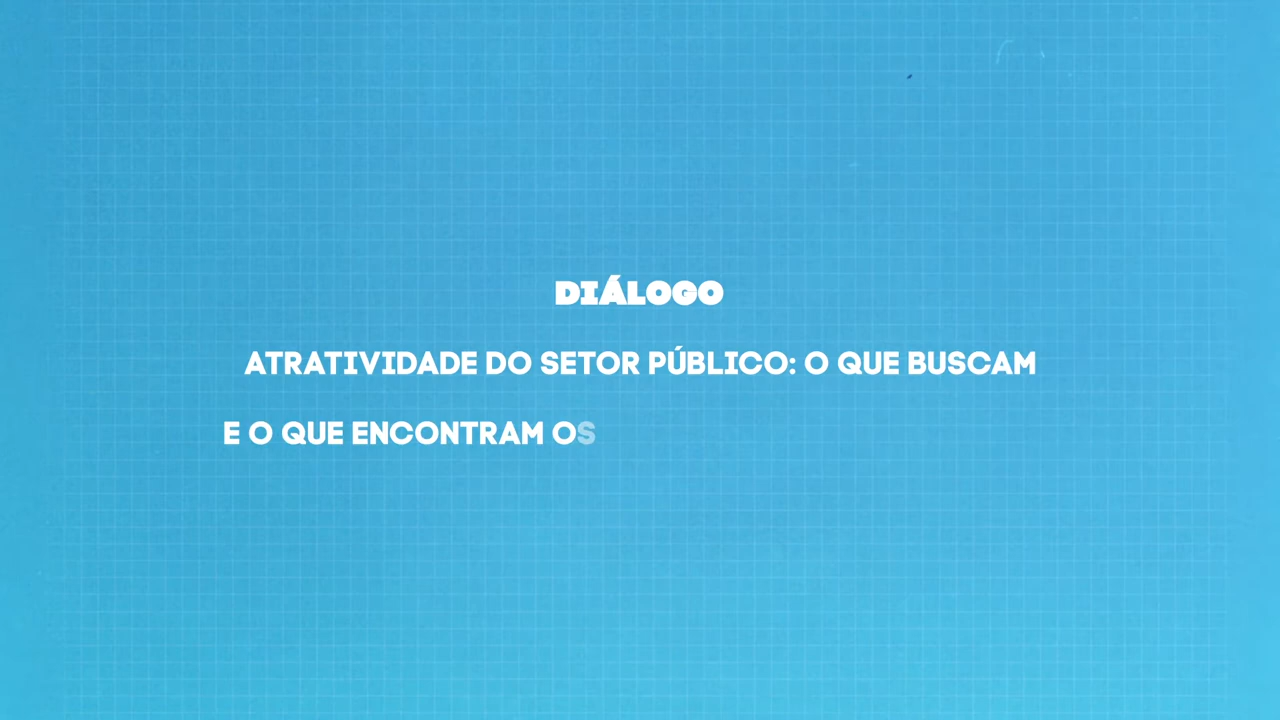 DIÁLOGO
ATRATIVIDADE DO SETOR PÚBLICO: O QUE BUSCAM
E O QUE ENCONTRAM OS